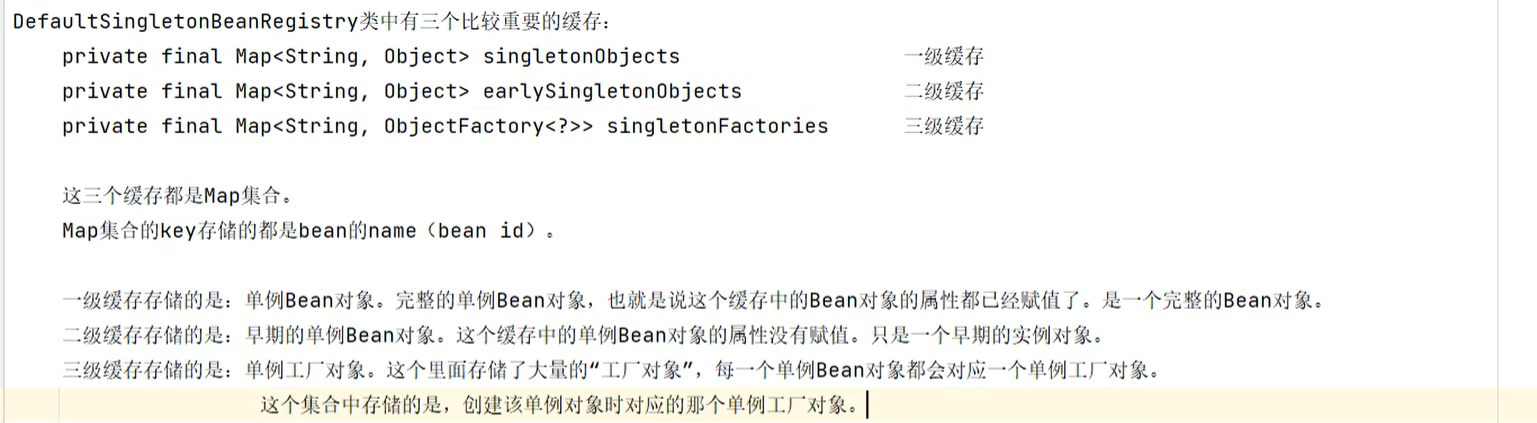 DefaultSingletonBeanRegistry类中有三个比较重要的缓存：
private final Map<String, Object> singletonObjects 一级缓存
private final Map<String, Object> earlySingletonObjects 二级缓存
private final Map<String, ObjectFactory<?>> singletonFactories 三级缓存
这三个缓存都是Map集合。
Map集合的key存储的都是bean的name（bean id）。
一级缓存存储的是：单例Bean对象。完整的单例Bean对象，也就是说这个缓存中的Bean对象的属性都已经赋值了。是一个完整的Bean对象。
二级缓存存储的是：早期的单例Bean对象。这个缓存中的单例Bean对象的属性没有赋值。只是一个早期的实例对象。
三级缓存存储的是：单例工厂对象。这个里面存储了大量的“工厂对象”，每一个单例Bean对象都会对应一个单例工厂对象。
这个集合中存储的是，创建该单例对象时对应的那个单例工厂对象。